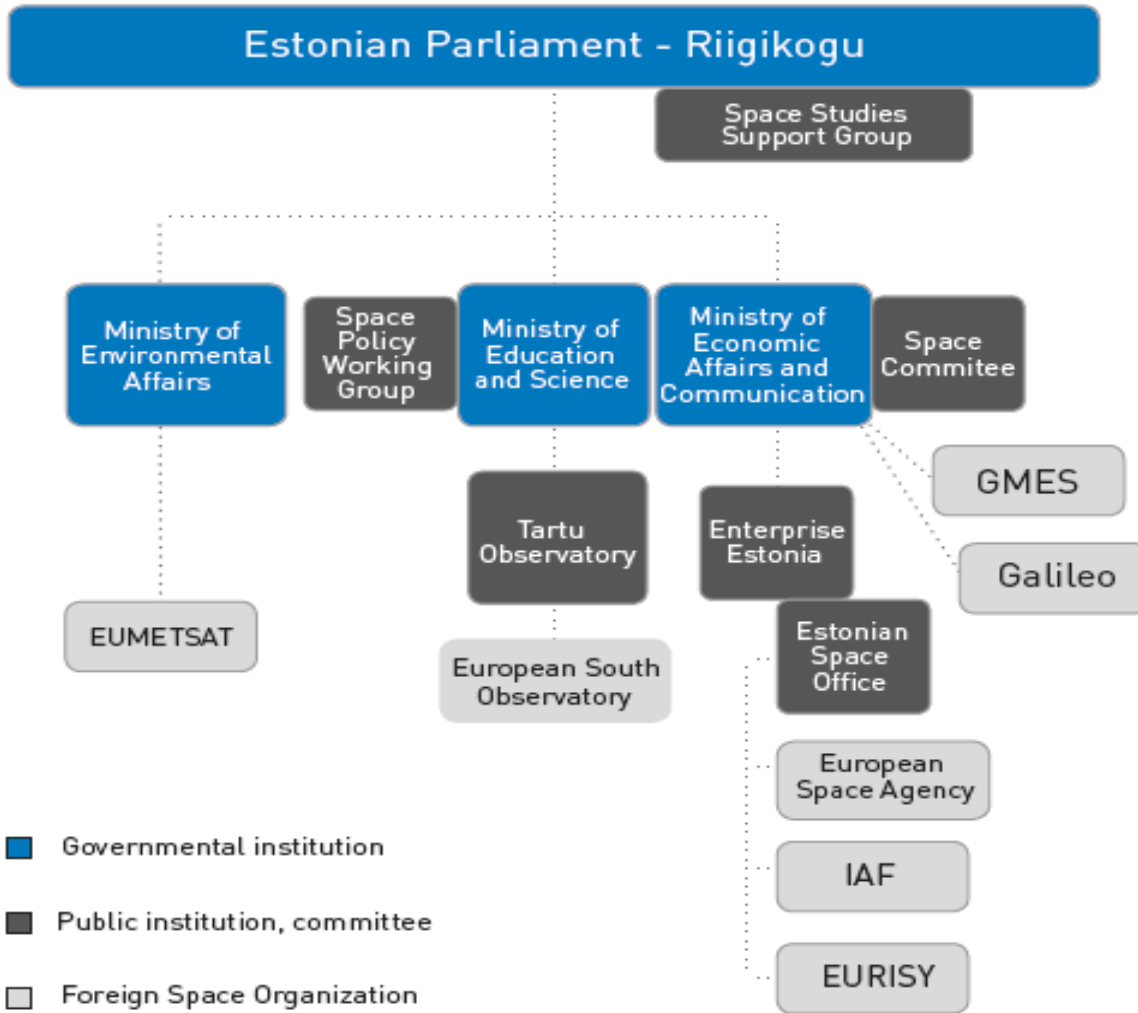 Estonian Parliament - Riigikogu
Space Studies
Support Group
Ministry of
Environmental
Affairs
Space
Policy
Working
Group
Ministry of
Education
and Science
Ministry of
Economic
Affairs and
Communication
Space
Commitee
GMES
Galileo
Tartu
Observatory
Enterprise
Estonia
EUMETSAT
European South
Observatory
Estonian
Space
Office
European
Space Agency
IAF
EURISY
Governmental institution
Public institution, committee
Foreign Space Organization